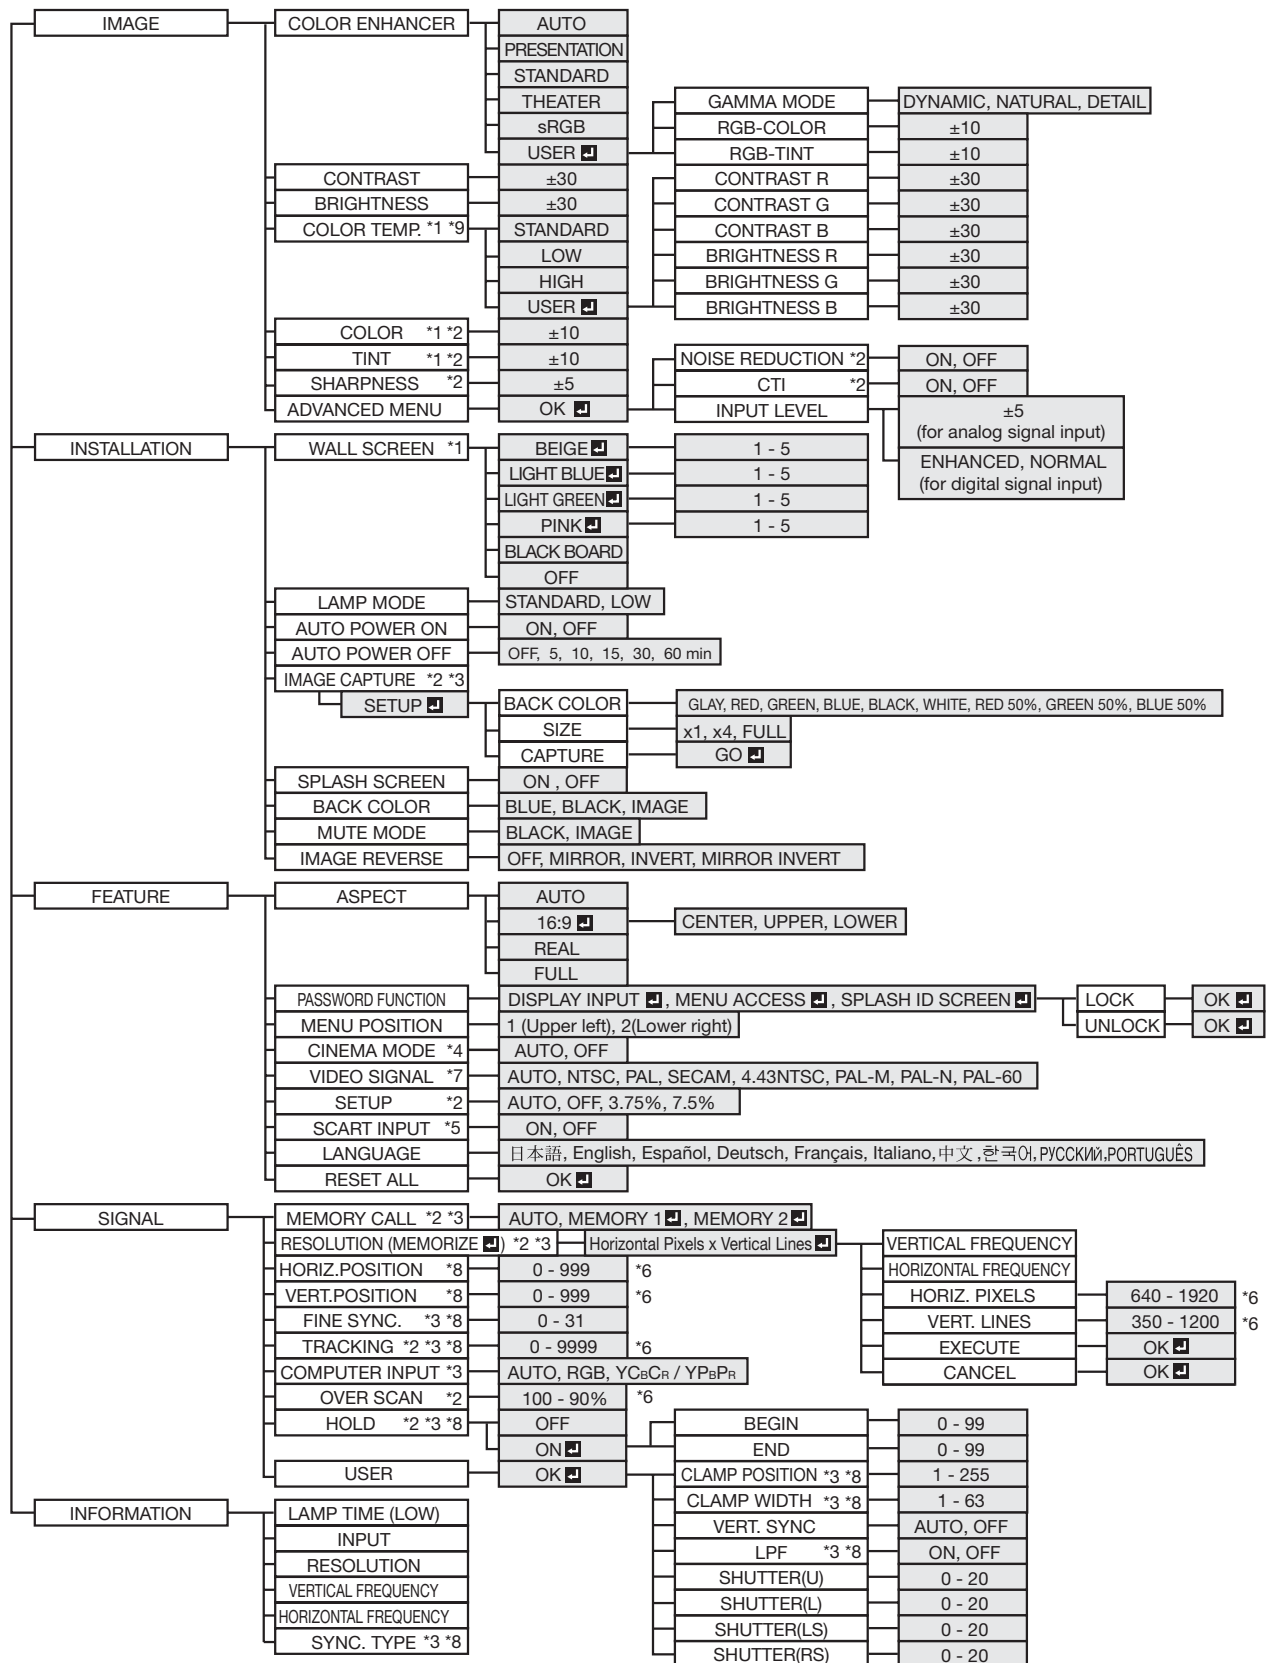 IMAGE COLOR ENHANCER AUTO
PRESENTATION
STANDARD
THEATER GAMMA MODE DYNAMIC, NATURAL, DETAIL
sRGB RGB-COLOR ±10
USER RGB-TINT ±10
CONTRAST ±30 CONTRAST R ±30
BRIGHTNESS ±30 CONTRAST G ±30
COLOR TEMP. *1 *9 STANDARD CONTRAST B ±30
LOW BRIGHTNESS R ±30
HIGH BRIGHTNESS G ±30
USER BRIGHTNESS B ±30
COLOR *1 *2 ±10
TINT *1 *2 ±10 NOISE REDUCTION *2 ON, OFF
SHARPNESS *2 ±5 CTI *2 ON, OFF
ADVANCED MENU OK INPUT LEVEL ±5
(for analog signal input)
ENHANCED, NORMAL
(for digital signal input)
INSTALLATION WALL SCREEN *1 BEIGE 1 - 5
LIGHT BLUE 1 - 5
LIGHT GREEN 1 - 5
PINK 1 - 5
BLACK BOARD
OFF
LAMP MODE STANDARD, LOW
AUTO POWER ON ON, OFF
AUTO POWER OFF OFF, 5, 10, 15, 30, 60 min
IMAGE CAPTURE *2 *3
SETUP BACK COLOR GLAY, RED, GREEN, BLUE, BLACK, WHITE, RED 50%, GREEN 50%, BLUE 50%
SIZE x1, x4, FULL
CAPTURE GO
SPLASH SCREEN ON , OFF
BACK COLOR BLUE, BLACK, IMAGE
MUTE MODE BLACK, IMAGE
IMAGE REVERSE OFF, MIRROR, INVERT, MIRROR INVERT
FEATURE ASPECT AUTO
16:9 CENTER, UPPER, LOWER
REAL
FULL
PASSWORD FUNCTION DISPLAY INPUT , MENU ACCESS , SPLASH ID SCREEN LOCK OK
MENU POSITION 1 (Upper left), 2(Lower right) UNLOCK OK
CINEMA MODE *4 AUTO, OFF
VIDEO SIGNAL *7 AUTO, NTSC, PAL, SECAM, 4.43NTSC, PAL-M, PAL-N, PAL-60
SETUP *2 AUTO, OFF, 3.75%, 7.5%
SCART INPUT *5 ON, OFF
LANGUAGE 日本語, English, Español, Deutsch, Français, Italiano,中文,한국어,РУССКИЙ,PORTUGUÊS
RESET ALL OK
SIGNAL MEMORY CALL *2 *3 AUTO, MEMORY 1 , MEMORY 2
RESOLUTION (MEMORIZE ) *2 *3 Horizontal Pixels x Vertical Lines VERTICAL FREQUENCY
HORIZ.POSITION *8 0 - 999 *6 HORIZONTAL FREQUENCY
VERT.POSITION *8 0 - 999 *6 HORIZ. PIXELS 640 - 1920 *6
FINE SYNC. *3 *8 0 - 31 VERT. LINES 350 - 1200 *6
TRACKING *2 *3 *8 0 - 9999 *6 EXECUTE OK
COMPUTER INPUT *3 AUTO, RGB, YCBCR / YPBPR CANCEL OK
OVER SCAN *2 100 - 90% *6
HOLD *2 *3 *8 OFF BEGIN 0 - 99
ON END 0 - 99
USER OK CLAMP POSITION *3 *8 1 - 255
INFORMATION LAMP TIME (LOW) CLAMP WIDTH *3 *8 1 - 63
INPUT VERT. SYNC AUTO, OFF
RESOLUTION LPF *3 *8 ON, OFF
VERTICAL FREQUENCY SHUTTER(U) 0 - 20
HORIZONTAL FREQUENCY SHUTTER(L) 0 - 20
SYNC. TYPE *3 *8 SHUTTER(LS) 0 - 20
SHUTTER(RS) 0 - 20